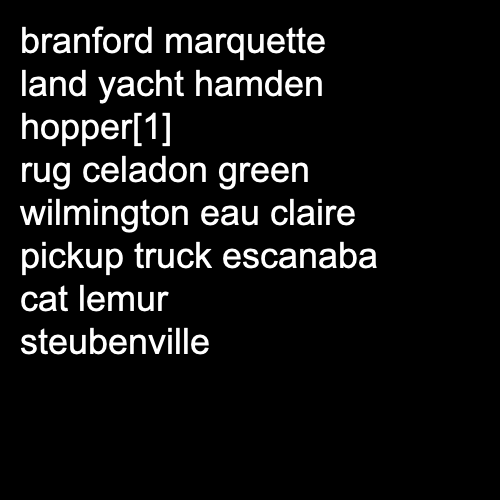 branford marquette
land yacht hamden
hopper[1]
rug celadon green
wilmington eau claire
pickup truck escanaba
cat lemur
steubenville